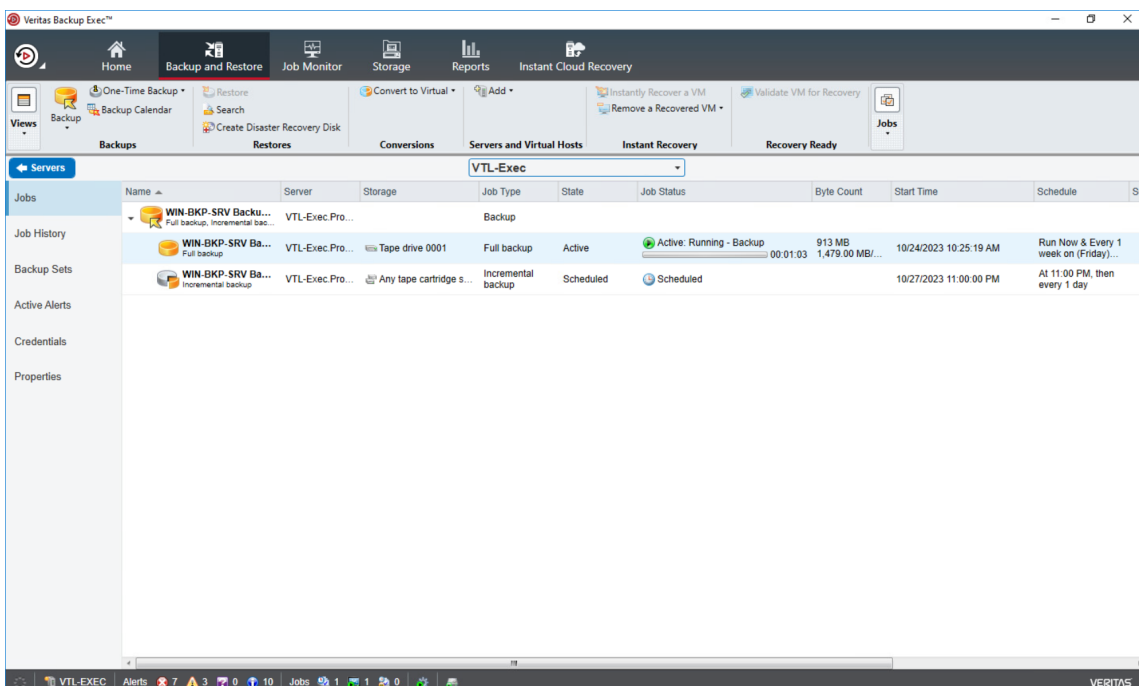 Veritas Backup Exec™
Home
Backup and Restore
Job Monitor
Storage
Reports
Instant Cloud Recovery
Views
Backup
One-Time Backup
Backup Calendar
Backups
Restore
Search
Create Disaster Recovery Disk
Restores
Convert to Virtual
Conversions
Add
Servers and Virtual Hosts
Instantly Recover a VM
Remove a Recovered VM
Instant Recovery
Validate VM for Recovery
Recovery Ready
Jobs
Servers
VTL-Exec
Jobs
Job History
Backup Sets
Active Alerts
Credentials
Properties
Name Server Storage Job Type State Job Status Byte Count Start Time Schedule S
WIN-BKP-SRV Backu... VTL-Exec.Pro... Backup
Full backup, Incremental bac...
WIN-BKP-SRV Ba... VTL-Exec.Pro... Tape drive 0001 Full backup Active Active: Running - Backup 913 MB 10/24/2023 10:25:19 AM Run Now & Every 1
Full backup 00:01:03 1,479.00 MB/... week on (Friday)...
WIN-BKP-SRV Ba... VTL-Exec.Pro... Any tape cartridge s... Incremental Scheduled Scheduled 10/27/2023 11:00:00 PM At 11:00 PM, then
Incremental backup backup every 1 day
VTL-EXEC Alerts 7 3 0 10 Jobs 1 1 0 VERITAS